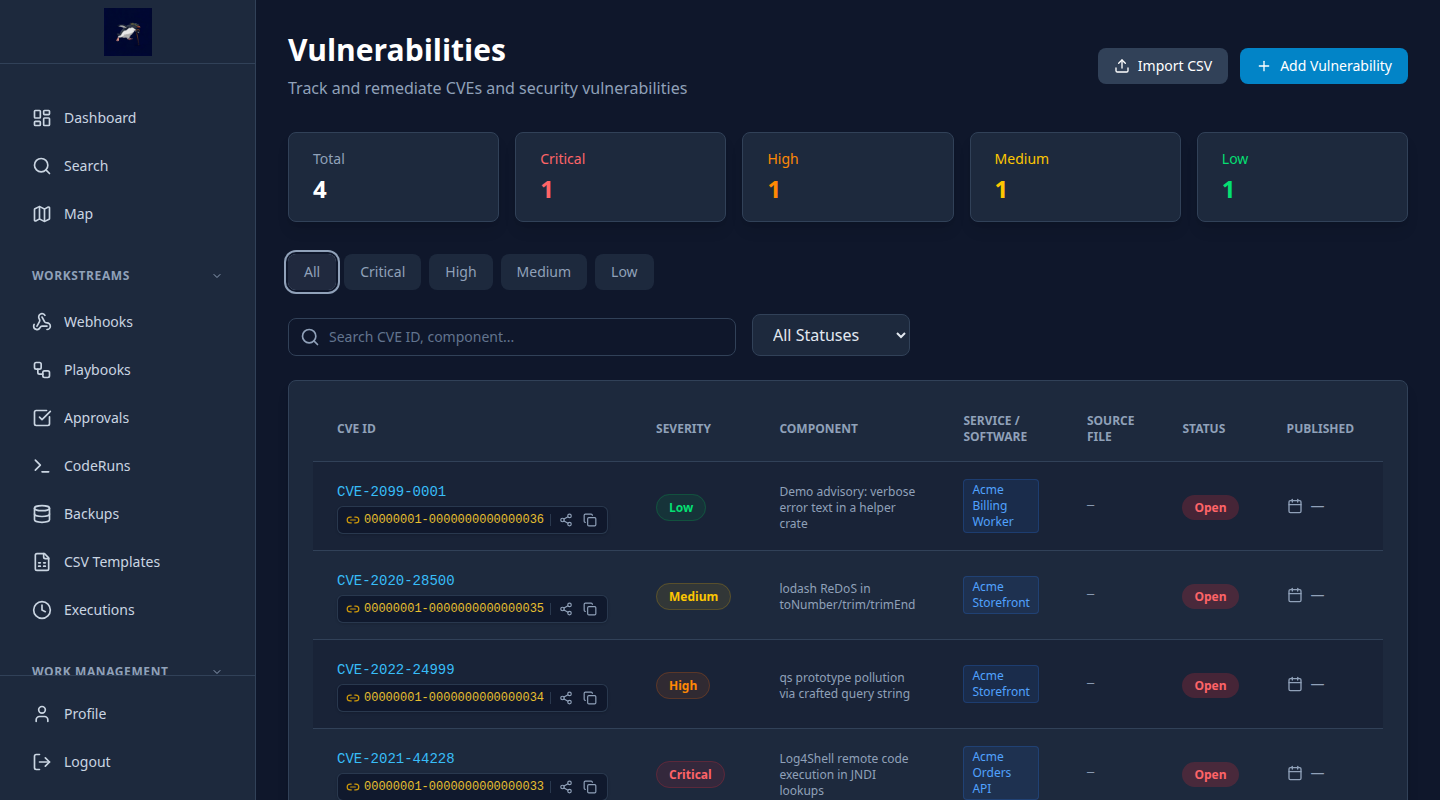 Dashboard
Search
Map
WORKSTREAMS
Webhooks
Playbooks
Approvals
CodeRuns
Backups
CSV Templates
Executions
WORK MANAGEMENT
Profile
Logout
Vulnerabilities
Track and remediate CVEs and security vulnerabilities
Import CSV
Add Vulnerability
Total
4
Critical
1
High
1
Medium
1
Low
1
All
Critical
High
Medium
Low
Search CVE ID, component...
All Statuses
CVE ID
SEVERITY
COMPONENT
SERVICE /
SOFTWARE
SOURCE
FILE
STATUS
PUBLISHED
CVE-2099-0001
00000001-0000000000000036
Low
Demo advisory: verbose
error text in a helper
crate
Acme
Billing
Worker
–
Open
—
CVE-2020-28500
00000001-0000000000000035
Medium
lodash ReDoS in
toNumber/trim/trimEnd
Acme
Storefront
–
Open
—
CVE-2022-24999
00000001-0000000000000034
High
qs prototype pollution
via crafted query string
Acme
Storefront
–
Open
—
CVE-2021-44228
00000001-0000000000000033
Critical
Log4Shell remote code
execution in JNDI
lookups
Acme
Orders
API
–
Open
—